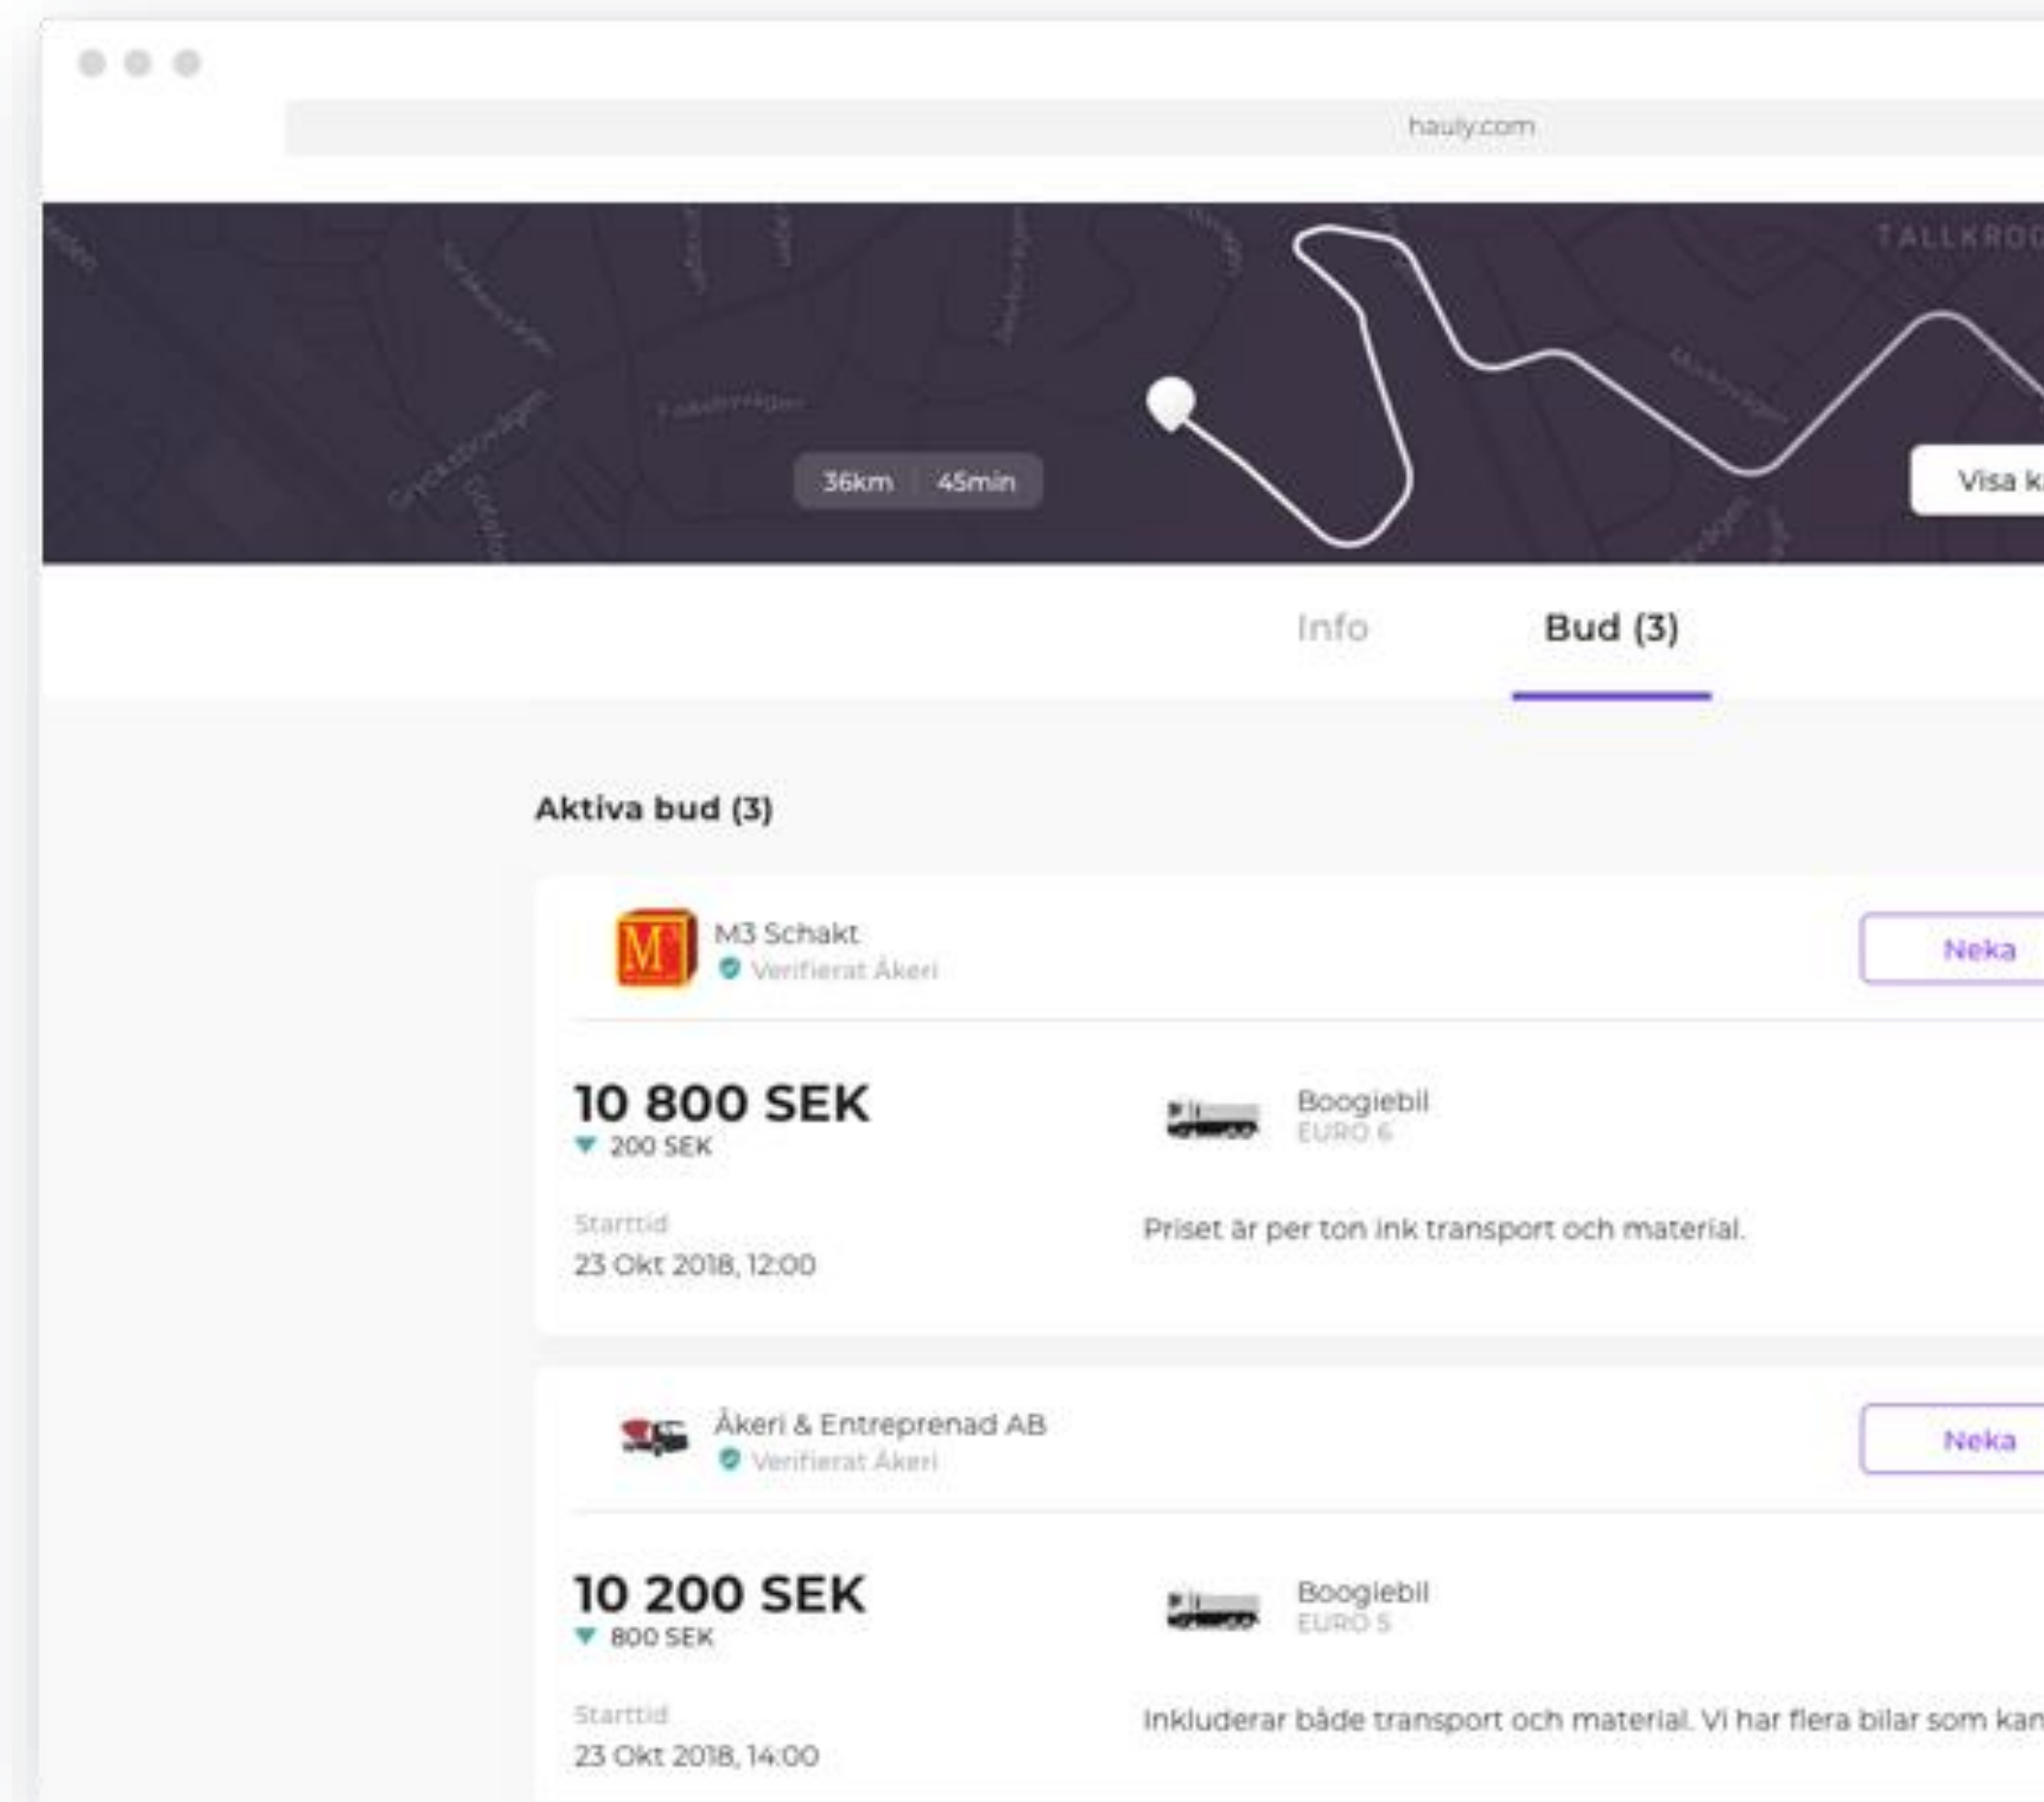 hauly.com
TALLKROG
36km 45min
Visa k
Info
Bud (3)
Aktiva bud (3)
M
M3 Schakt
Verifierat Åkeri
Neka
10 800 SEK
200 SEK
Boogiebil
EURO 6
Starttid
23 Okt 2018, 12:00
Priset är per ton ink transport och material.
Åkeri & Entreprenad AB
Verifierat Åkeri
Neka
10 200 SEK
800 SEK
Boogiebil
EURO 5
Starttid
23 Okt 2018, 14:00
Inkluderar både transport och material. Vi har flera bilar som kan